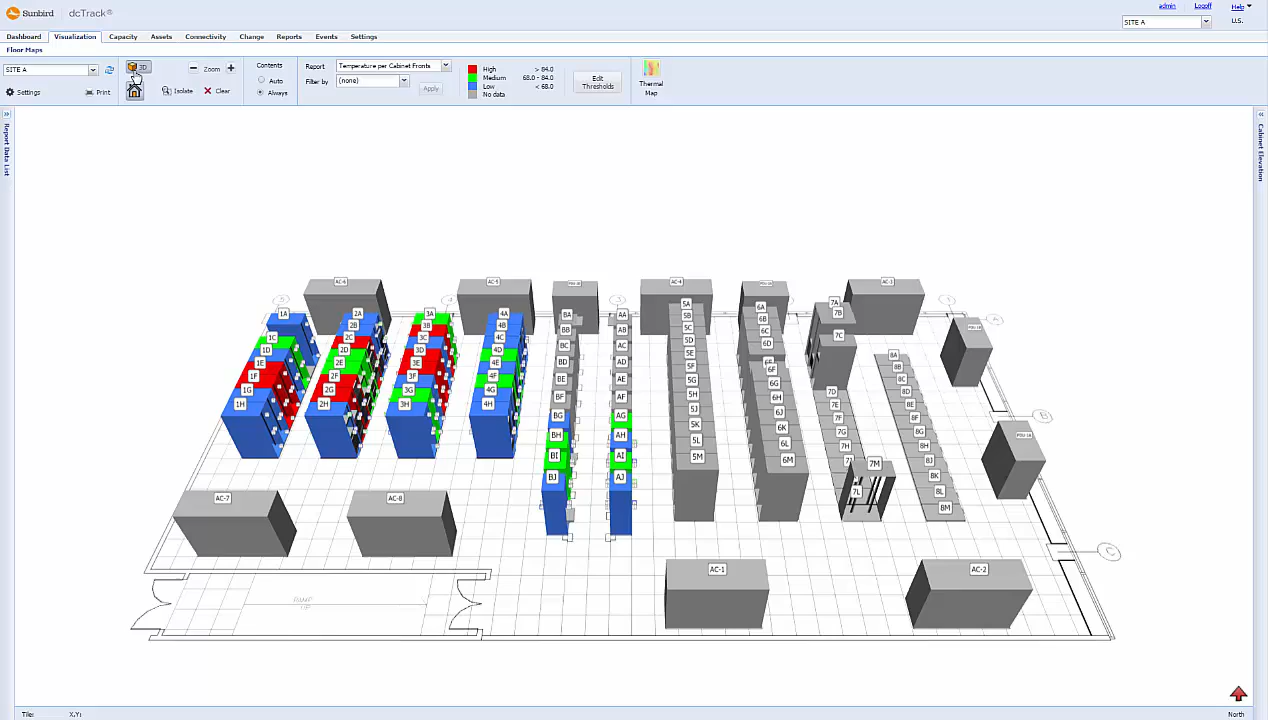 Sunbird dcTrack®
admin Logoff Help
SITE A U.S.
Dashboard Visualization Capacity Assets Connectivity Change Reports Events Settings
Floor Maps
SITE A 3D Zoom Contents Report Temperature per Cabinet Fronts High > 84.0
Auto Filter by (none) Medium 68.0 - 84.0 Edit Thresholds
Settings Print Isolate Clear Always Apply Low < 68.0 Thermal Map
No data
Report Data List
Cabinet Elevation
AC-6 AC-5 AC-4 AC-3
1A 2A 3A 4A BA AA 5A 6A 7A
2B 3B 4B BB AB 5B 6B 7B
1C 2C 3C 4C BC AC 5C 6C 7C
1D 2D 3D 4D BD AD 5D 6D 8A
1E 2E 3E 4E BE AE 5E 6E 8B
1F 2F 3F 4F BF AF 5F 6F 8C
1G 2G 3G 4G BG AG 5G 6G 7D 8D
1H 2H 3H 4H BH AH 5H 6H 7E 8E
BI AI 5J 6J 7F 8F
BJ AJ 5K 6K 7G 8G
5L 6L 7H 8H
5M 6M 8J
7M 8K
7L 8L
8M
B
C
AC-7 AC-8
AC-1 AC-2
RAMP
UP
Tile: X,Y: North